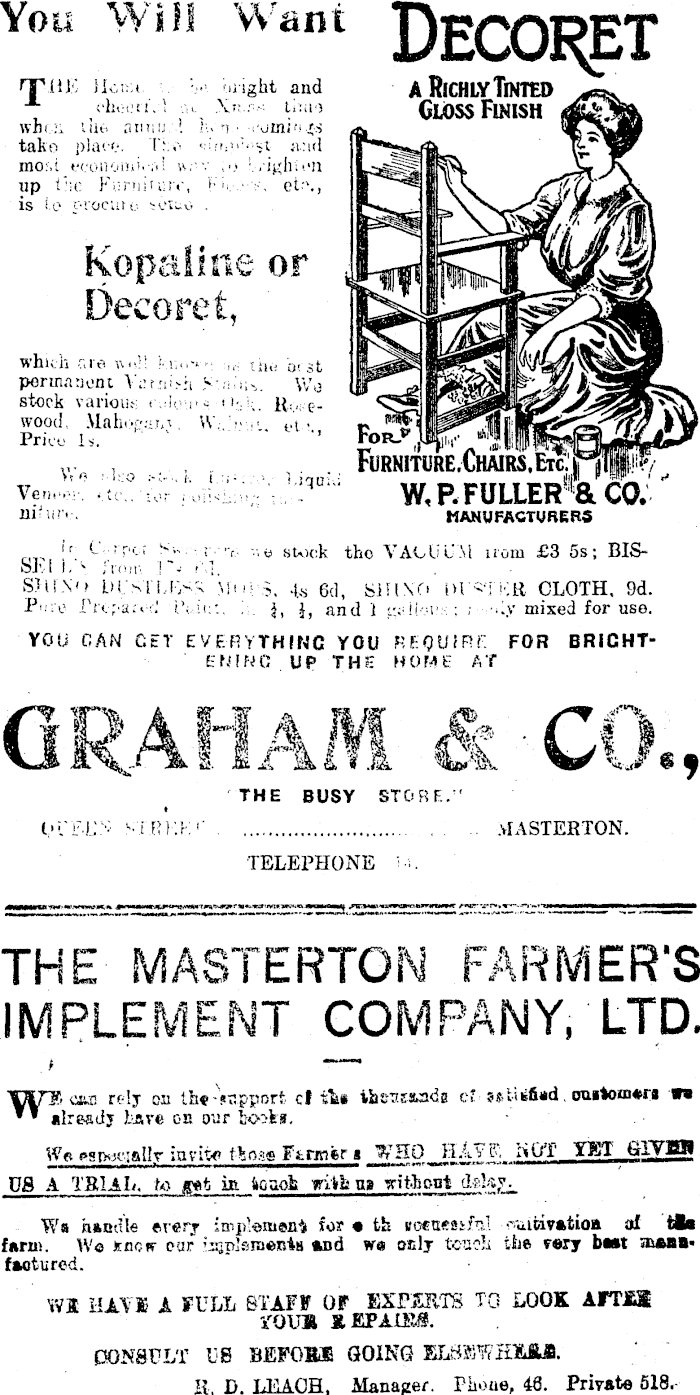 You Will Want
THE Home to be bright and
cheerful at Xmas time
when the annual home-comings
take place. The simplest and
most economical way to brighten
up the Furniture, Floors, etc.,
is to procure some
Kopaline or
Decoret,
which are well known as the best
permanent Varnish Stains. We
stock various colours Oak, Rose-
wood, Mahogany, Walnut, etc.,
Price 1s.
We also stock Liquid
Veneer, etc., for polishing fur-
niture.
DECORET
A RICHLY TINTED
GLOSS FINISH
FOR
FURNITURE, CHAIRS, ETC.
W. P. FULLER & CO.
MANUFACTURERS
In Carpet Sweepers we stock the VACUUM from £3 5s; BIS-
SELL'S from
SHINO DUSTLESS MOPS, 4s 6d, SHINO DUSTER CLOTH, 9d.
Pure Prepared Paint, in ¼, ½, and 1 gallons; ready mixed for use.
YOU CAN GET EVERYTHING YOU REQUIRE FOR BRIGHT-
ENING UP THE HOME AT
GRAHAM & CO.,
"THE BUSY STORE."
QUEEN STREET .............................. MASTERTON.
TELEPHONE
THE MASTERTON FARMER'S
IMPLEMENT COMPANY, LTD.
WE can rely on the support of the thousands of satisfied customers we
already have on our books.
We especially invite those Farmers WHO HAVE NOT YET GIVEN
US A TRIAL, to get in touch with us without delay.
We handle every implement for e th successful cultivation of the
farm. We know our implements and we only touch the very best manu-
factured.
WE HAVE A FULL STAFF OF EXPERTS TO LOOK AFTER
YOUR REPAIRS.
CONSULT US BEFORE GOING ELSEWHERE.
R. D. LEACH, Manager. Phone, 46. Private 518.